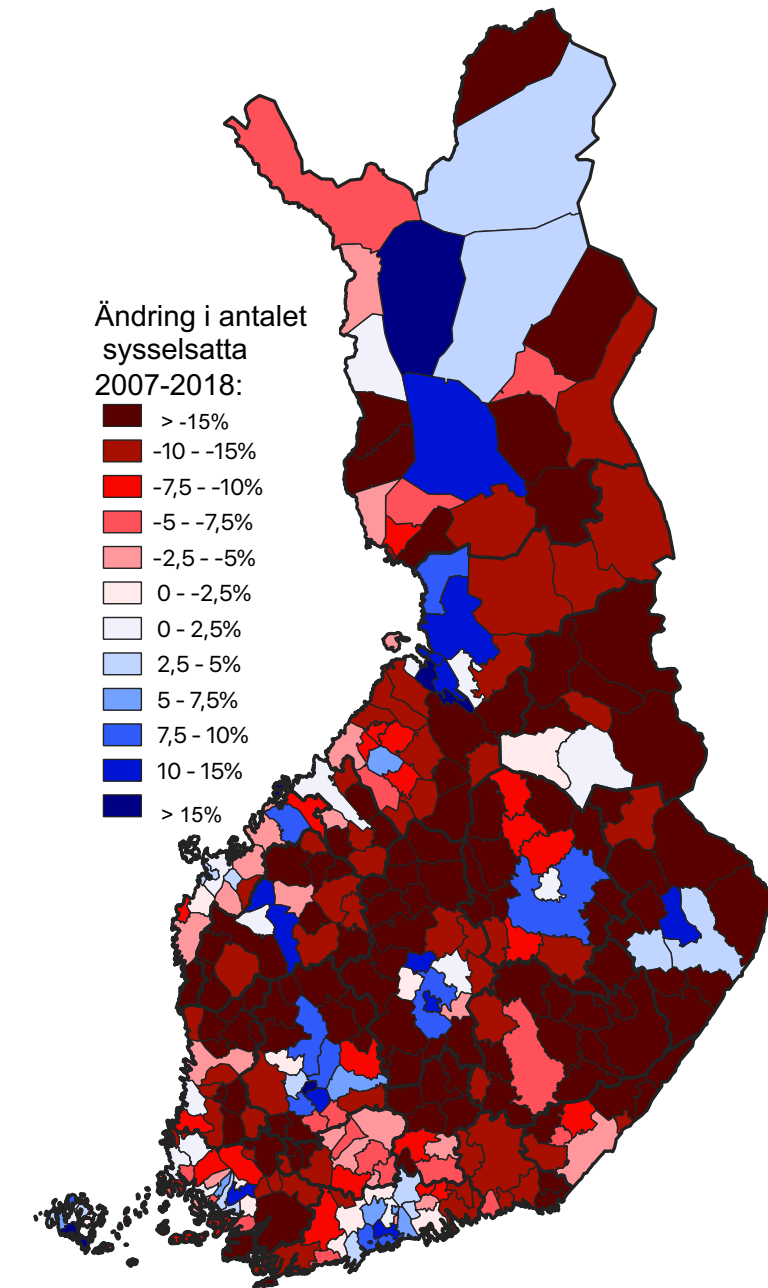 Ändring i antalet
sysselsatta
2007-2018:
> -15%
-10 - -15%
-7,5 - -10%
-5 - -7,5%
-2,5 - -5%
0 - -2,5%
0 - 2,5%
2,5 - 5%
5 - 7,5%
7,5 - 10%
10 - 15%
> 15%